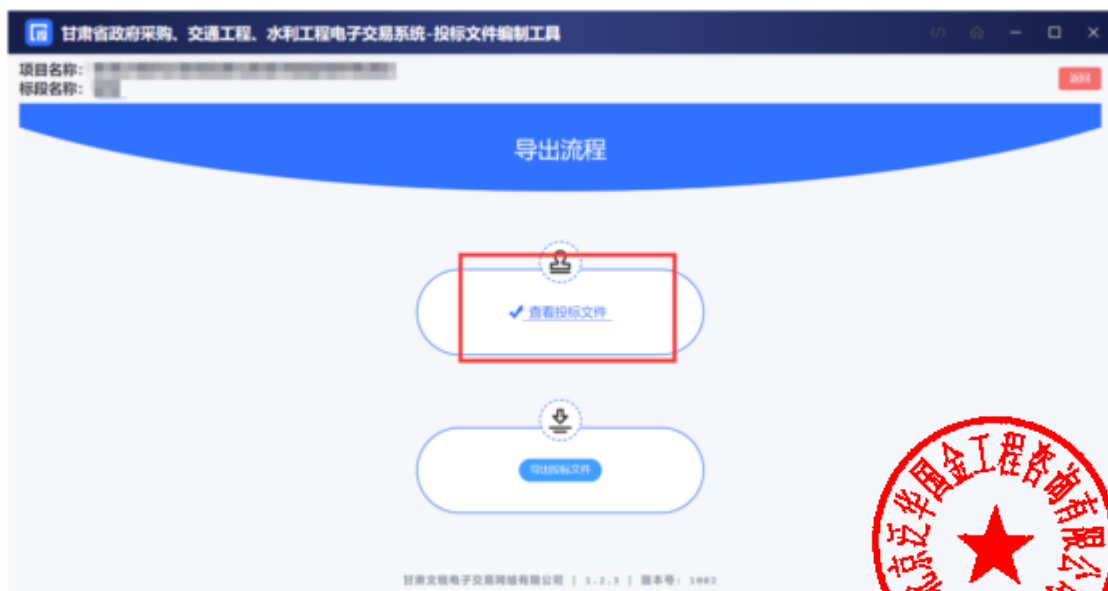 甘肃省政府采购、交通工程、水利工程电子交易系统-投标文件编制工具
项目名称：
标段名称：
返回
导出流程
查看投标文件
导出投标文件
甘肃文锐电子交易网络有限公司 | 1.2.3 | 版本号: 1002
北京泛华国金工程咨询有限公